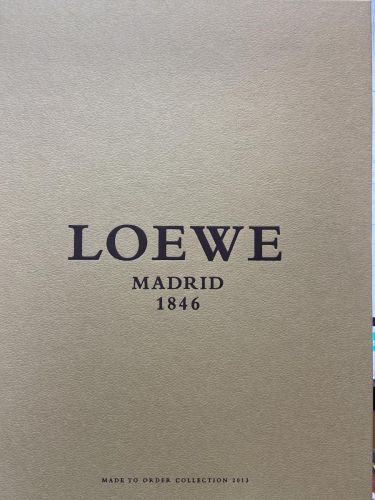 LOEWE
MADRID
1846
MADE TO ORDER COLLECTION 2013